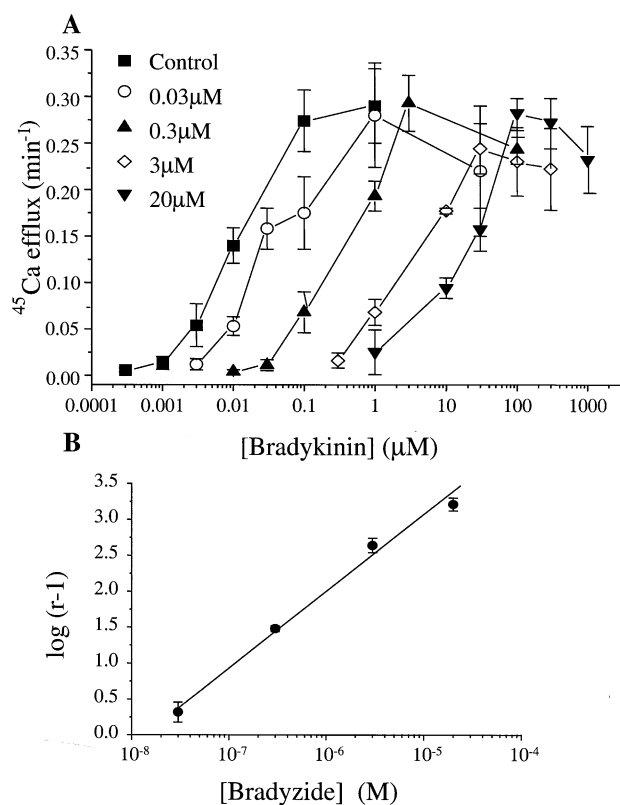 A
0.35
0.30
0.25
0.20
0.15
0.10
0.05
0.00
⁴⁵Ca efflux (min⁻¹)
Control
0.03μM
0.3μM
3μM
20μM
0.0001 0.001 0.01 0.1 1 10 100 1000
[Bradykinin] (μM)
B
3.5
3.0
2.5
2.0
1.5
1.0
0.5
0.0
log (r-1)
10⁻⁸ 10⁻⁷ 10⁻⁶ 10⁻⁵ 10⁻⁴
[Bradyzide] (M)